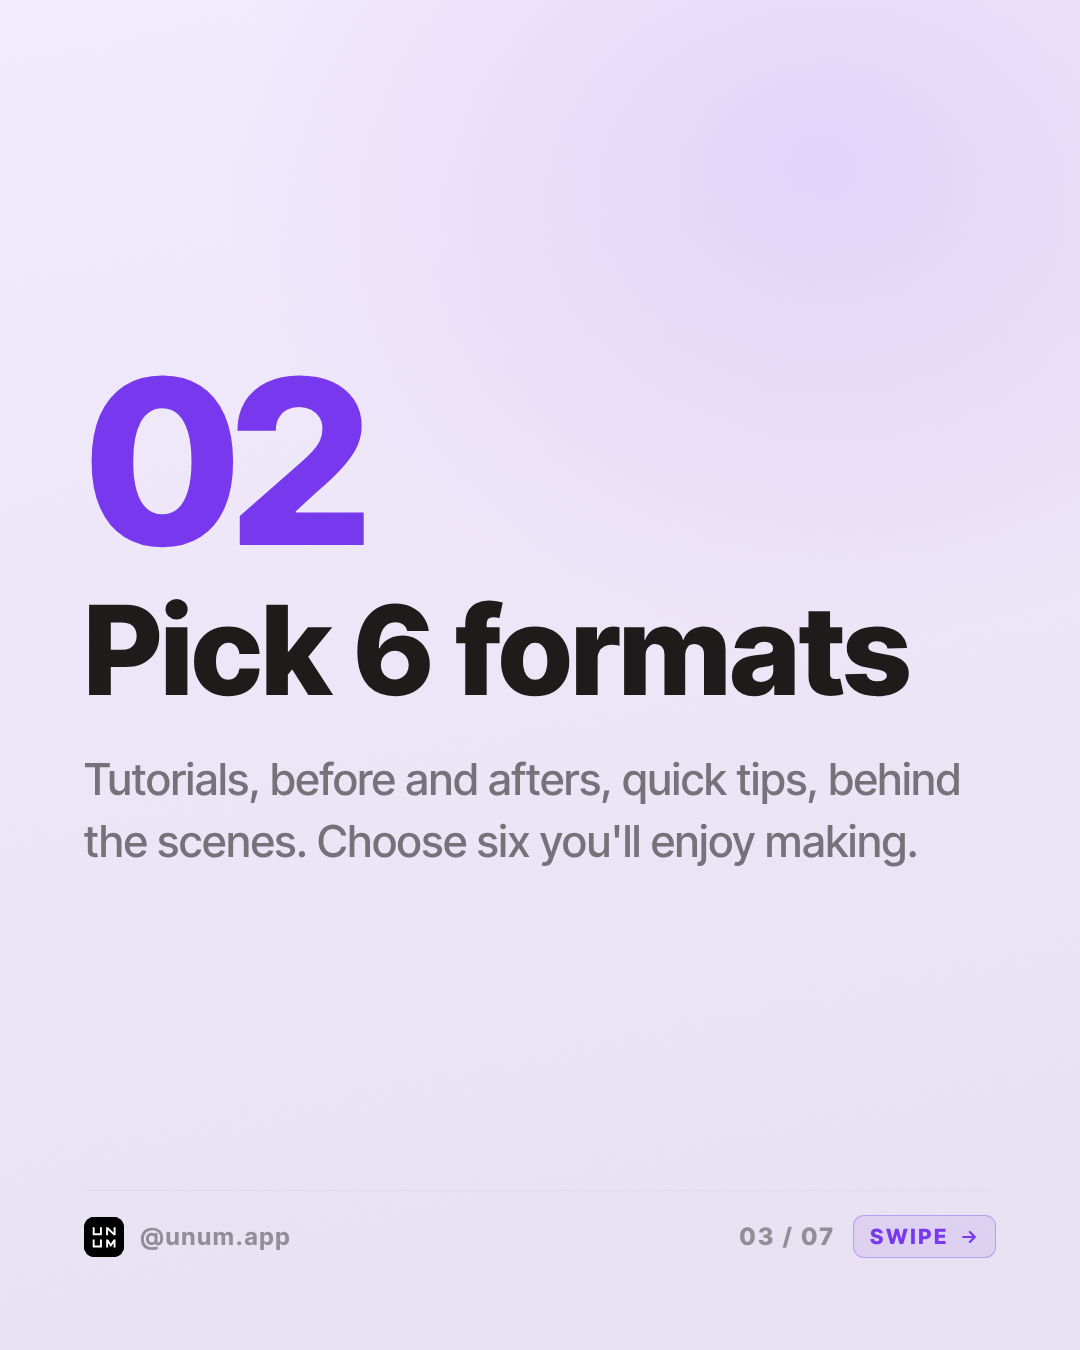 02
Pick 6 formats
Tutorials, before and afters, quick tips, behind
the scenes. Choose six you'll enjoy making.
UN
UM
@unum.app
03 / 07
SWIPE →